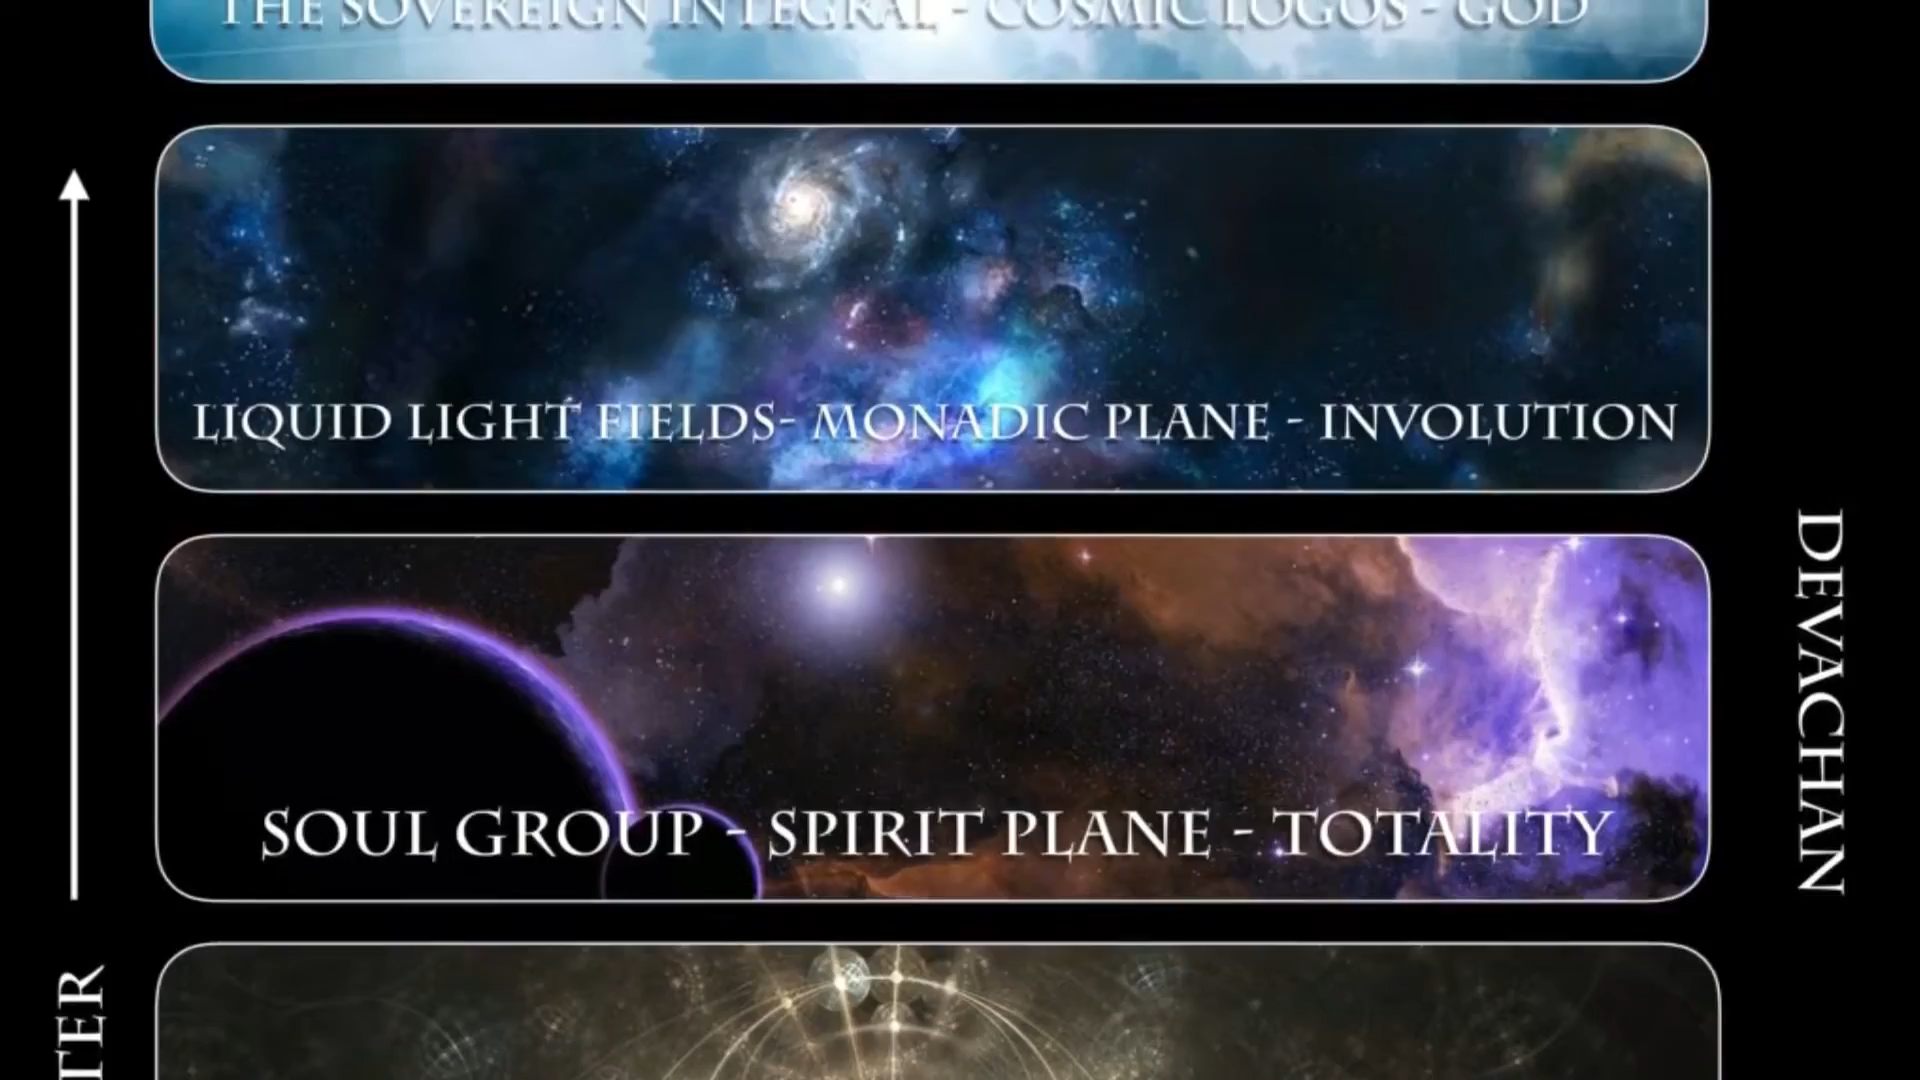 THE SOVEREIGN INTEGRAL - COSMIC LOGOS - GOD
LIQUID LIGHT FIELDS- MONADIC PLANE - INVOLUTION
SOUL GROUP - SPIRIT PLANE - TOTALITY
DEVACHAN